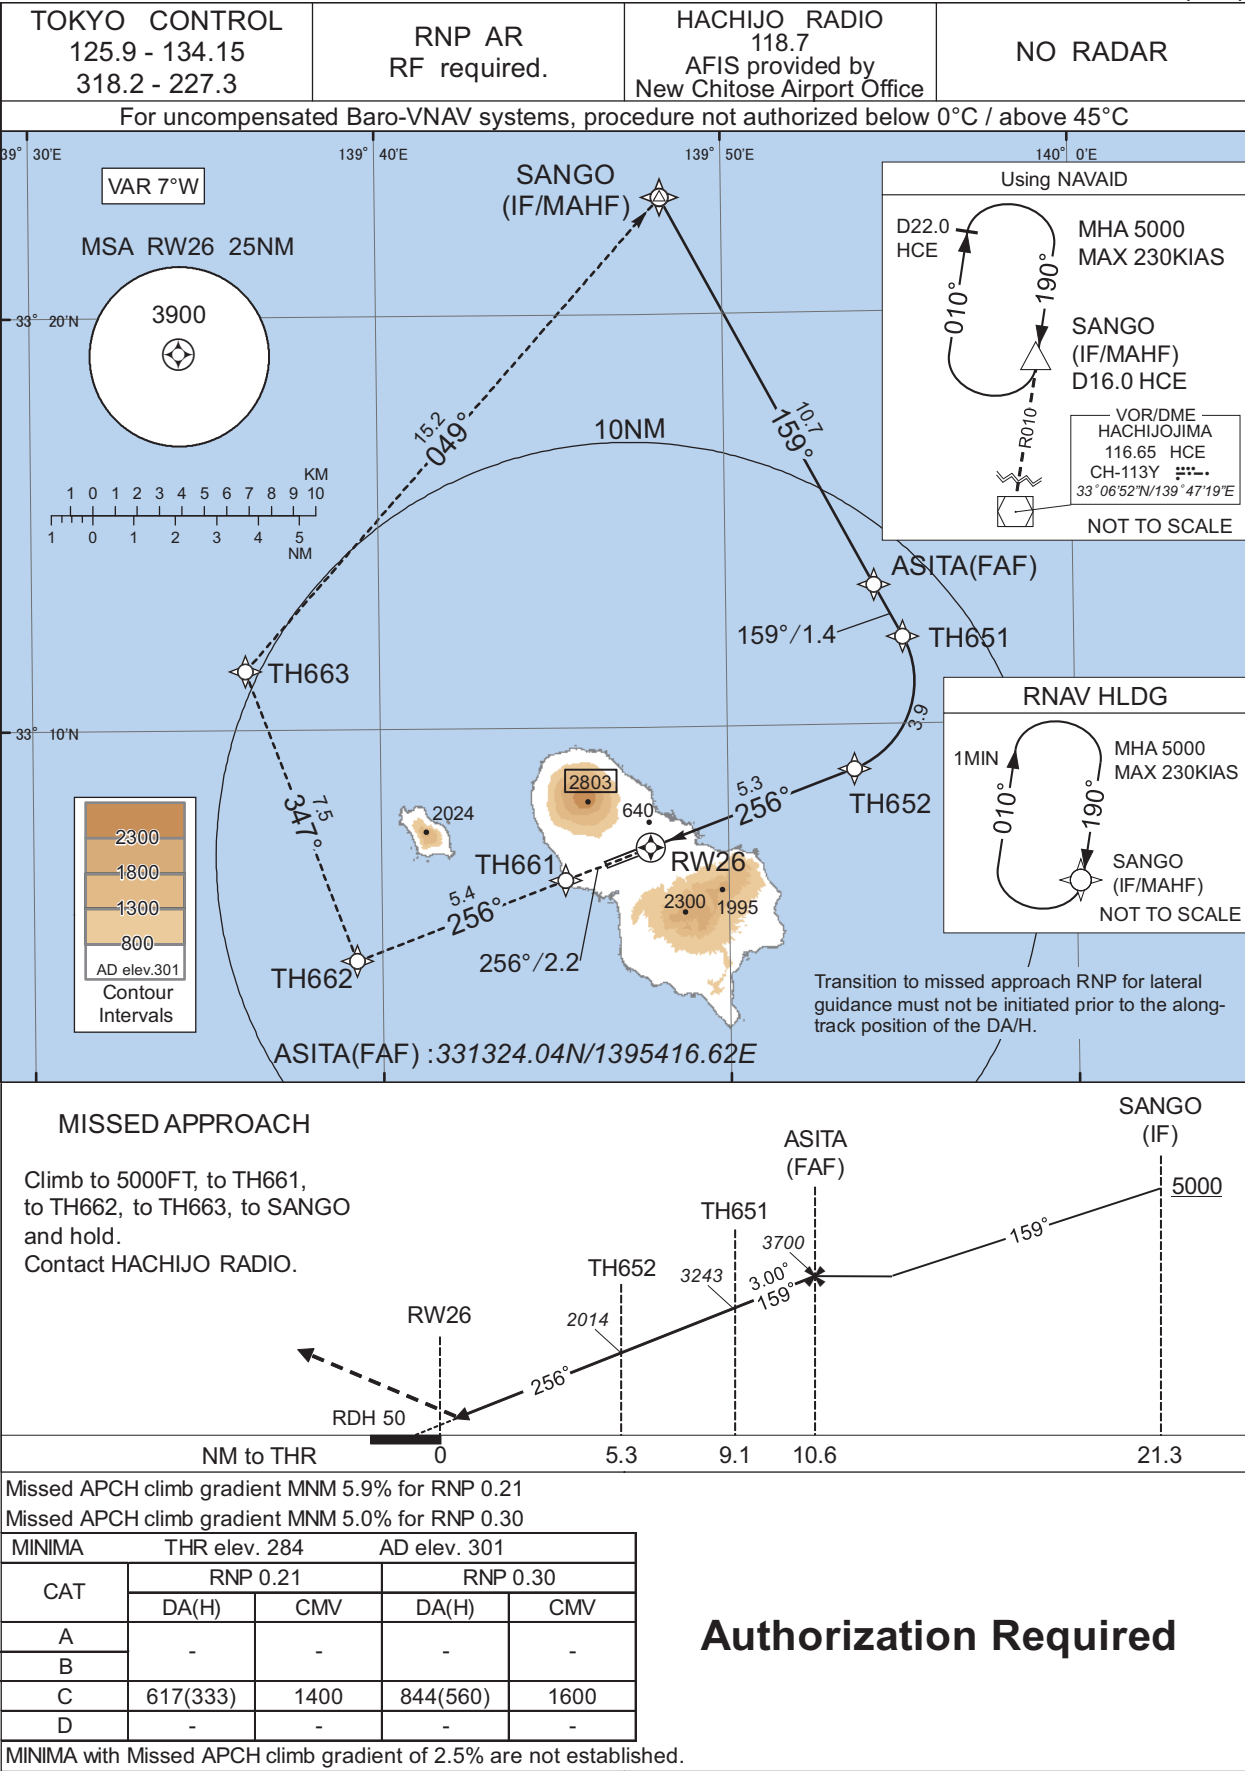 TOKYO CONTROL
125.9 - 134.15
318.2 - 227.3
RNP AR
RF required.
HACHIJO RADIO
118.7
AFIS provided by
New Chitose Airport Office
NO RADAR
For uncompensated Baro-VNAV systems, procedure not authorized below 0°C / above 45°C
39° 30'E
139° 40'E
139° 50'E
140° 0'E
VAR 7°W
MSA RW26 25NM
3900
33° 20'N
33° 10'N
KM
1 0 1 2 3 4 5 6 7 8 9 10
1 0 1 2 3 4 5
NM
SANGO
(IF/MAHF)
15.2
049°
10NM
10.7
159°
Using NAVAID
D22.0
HCE
MHA 5000
MAX 230KIAS
010°
190°
SANGO
(IF/MAHF)
D16.0 HCE
R010
VOR/DME
HACHIJOJIMA
116.65 HCE
CH-113Y
33°06'52"N/139°47'19"E
NOT TO SCALE
ASITA(FAF)
159°/1.4
TH651
3.9
TH652
5.3
256°
RW26
TH663
7.5
347°
TH662
5.4
256°
TH661
256°/2.2
2803
640
2024
2300
1995
RNAV HLDG
1MIN
MHA 5000
MAX 230KIAS
010°
190°
SANGO
(IF/MAHF)
NOT TO SCALE
2300
1800
1300
800
AD elev.301
Contour
Intervals
Transition to missed approach RNP for lateral
guidance must not be initiated prior to the along-
track position of the DA/H.
ASITA(FAF) :331324.04N/1395416.62E
MISSED APPROACH
Climb to 5000FT, to TH661,
to TH662, to TH663, to SANGO
and hold.
Contact HACHIJO RADIO.
SANGO
(IF)
5000
159°
ASITA
(FAF)
3700
3.00°
159°
TH651
3243
TH652
2014
256°
RW26
RDH 50
NM to THR 0 5.3 9.1 10.6 21.3
Missed APCH climb gradient MNM 5.9% for RNP 0.21
Missed APCH climb gradient MNM 5.0% for RNP 0.30
MINIMA THR elev. 284 AD elev. 301
CAT RNP 0.21 RNP 0.30
DA(H) CMV DA(H) CMV
A
- - - -
B
C 617(333) 1400 844(560) 1600
D - - - -
MINIMA with Missed APCH climb gradient of 2.5% are not established.
Authorization Required